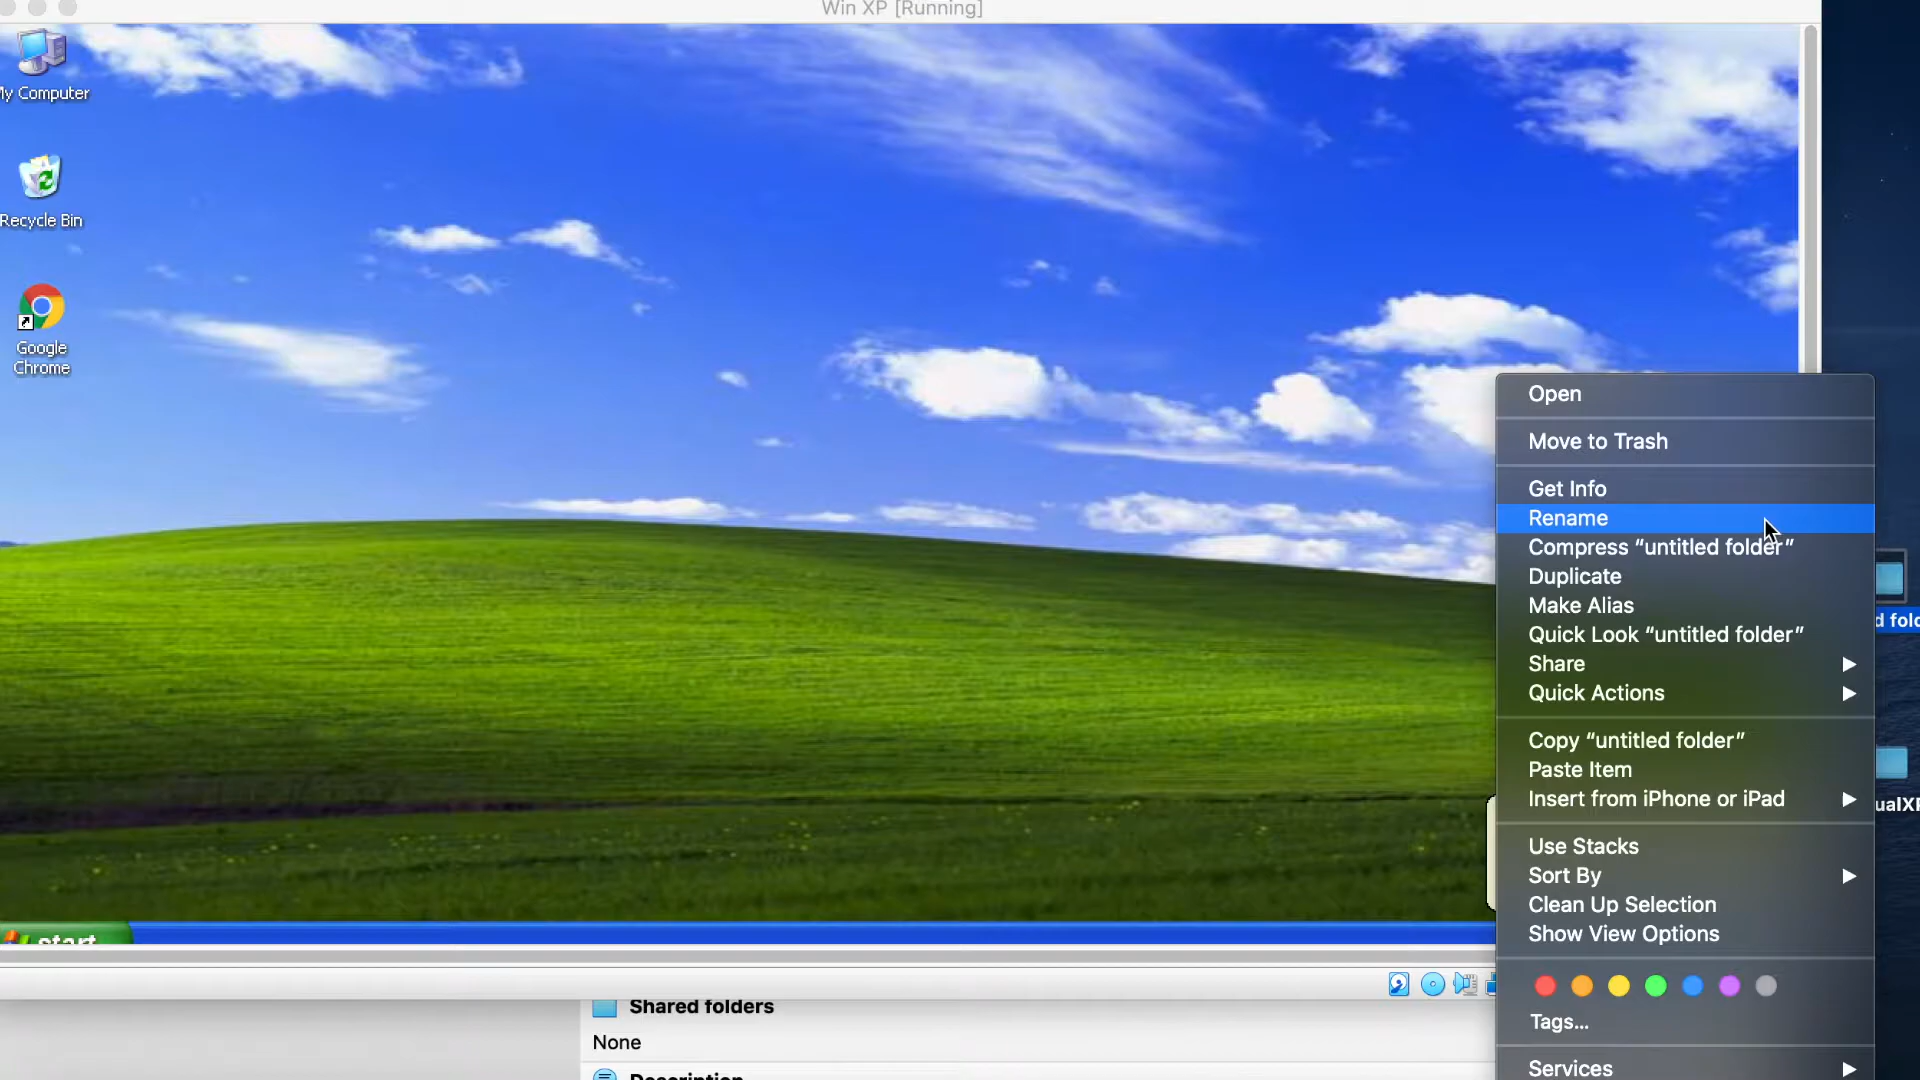 Win XP [Running]
My Computer
Recycle Bin
Google
Chrome
Open
Move to Trash
Get Info
Rename
Compress “untitled folder”
Duplicate
Make Alias
Quick Look “untitled folder”
Share
Quick Actions
Copy “untitled folder”
Paste Item
Insert from iPhone or iPad
Use Stacks
Sort By
Clean Up Selection
Show View Options
Tags...
Services
start
Shared folders
None
Description